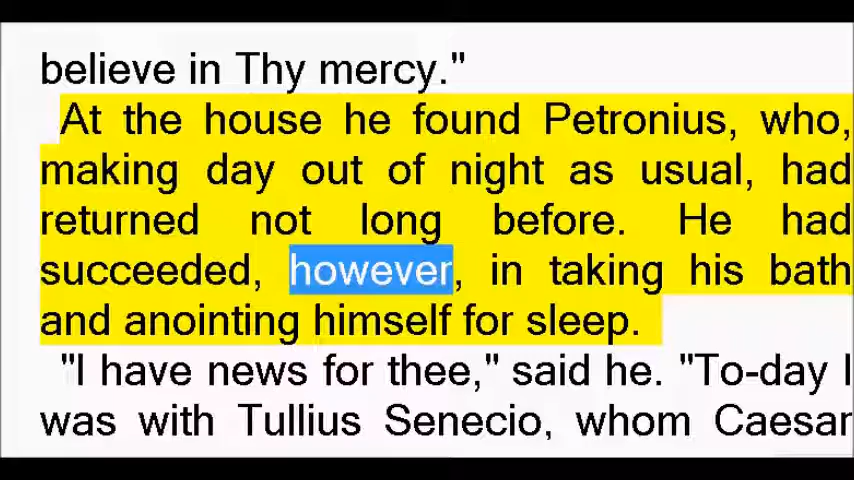 believe in Thy mercy."
At the house he found Petronius, who,
making day out of night as usual, had
returned not long before. He had
succeeded, however, in taking his bath
and anointing himself for sleep.
"I have news for thee," said he. "To-day I
was with Tullius Senecio, whom Caesar